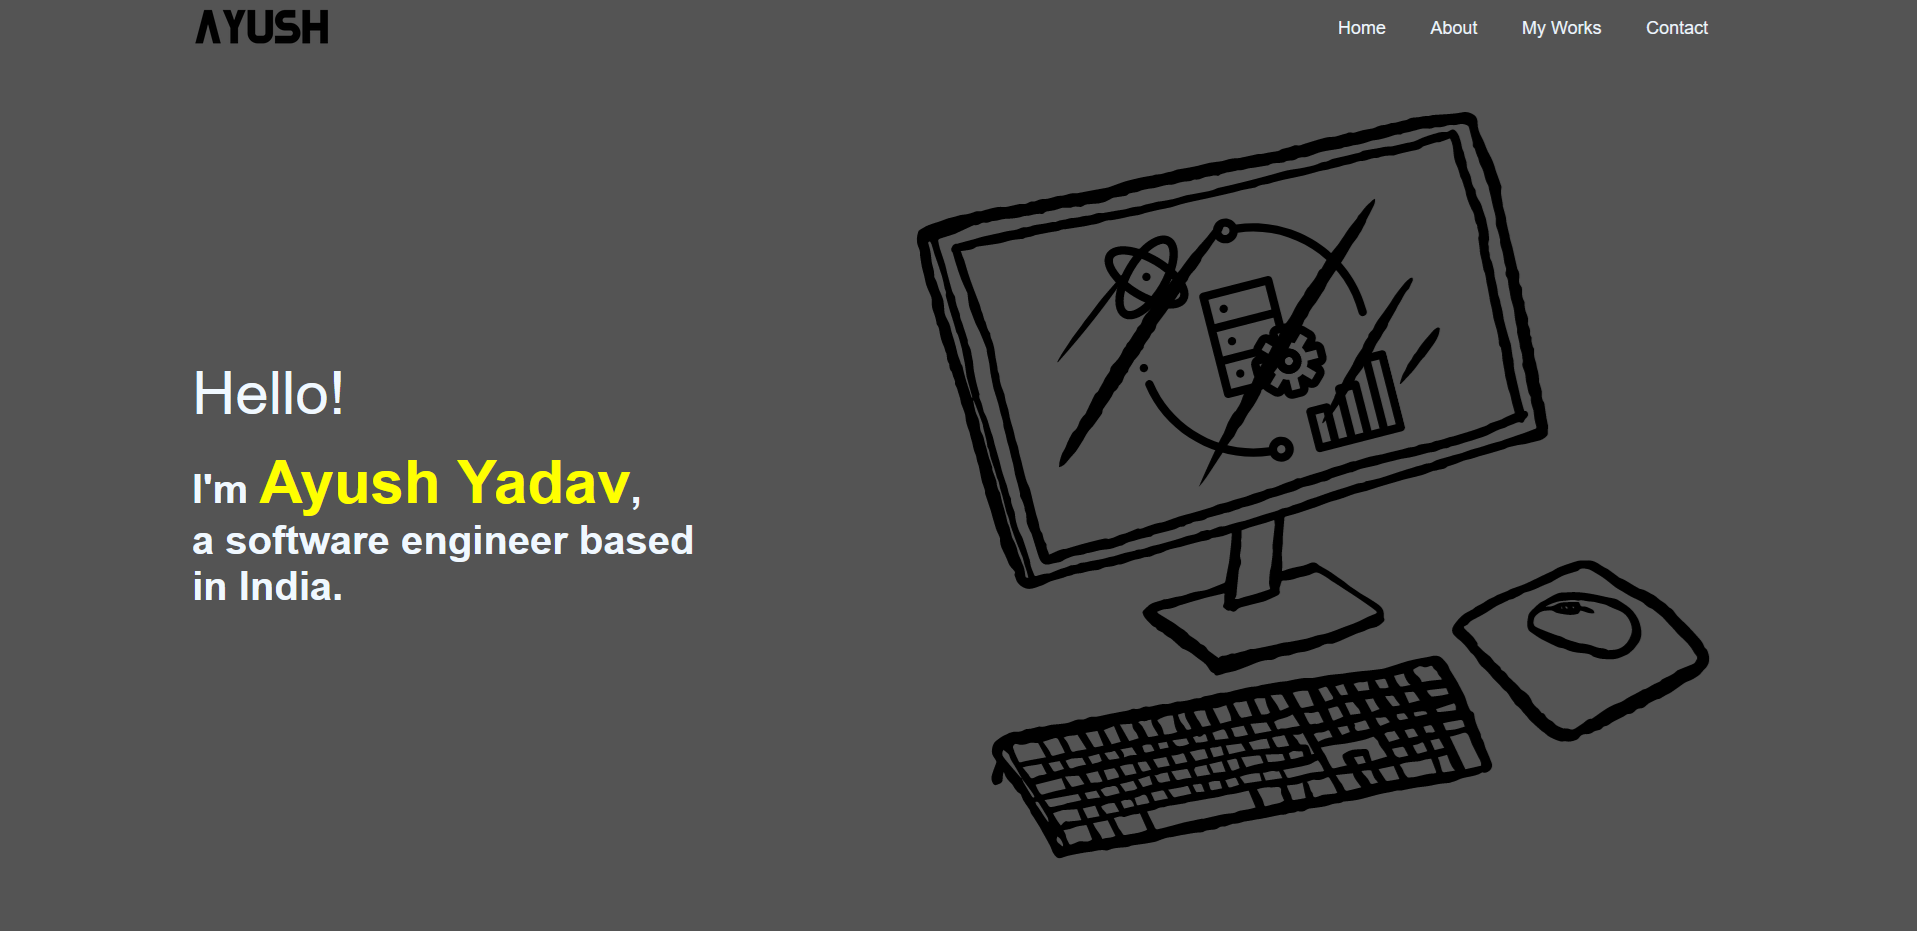 AYUSH
Home About My Works Contact
Hello!
I'm Ayush Yadav,
a software engineer based
in India.